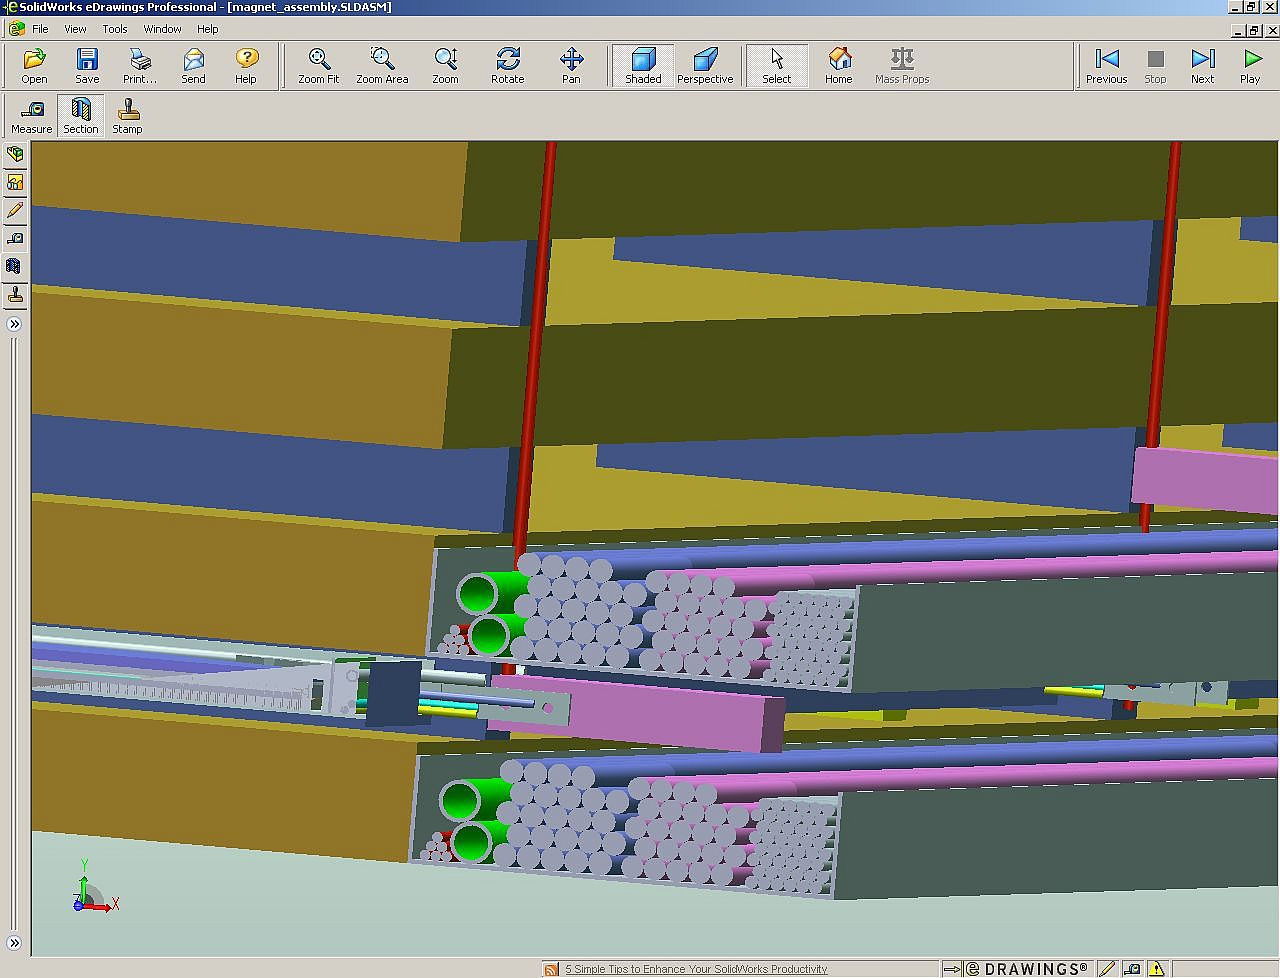 SolidWorks eDrawings Professional - [magnet_assembly.SLDASM]
File View Tools Window Help
Open Save Print... Send Help Zoom Fit Zoom Area Zoom Rotate Pan Shaded Perspective Select Home Mass Props Previous Stop Next Play
Measure Section Stamp
Y
X
5 Simple Tips to Enhance Your SolidWorks Productivity
e DRAWINGS®